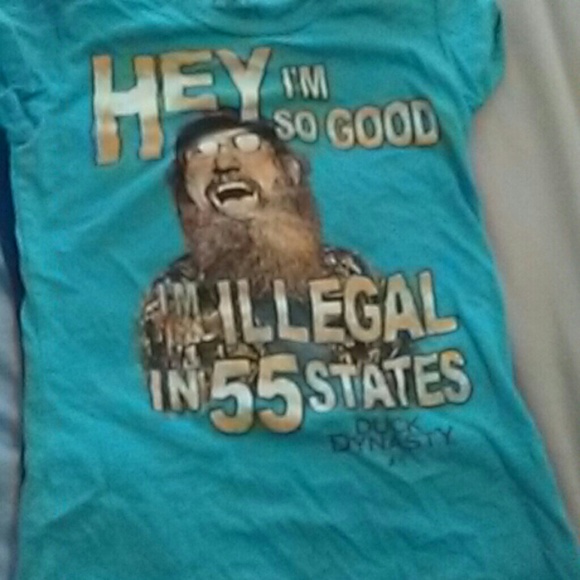 HEY I'M
SO GOOD
I'M ILLEGAL
IN 55 STATES
DUCK
DYNASTY